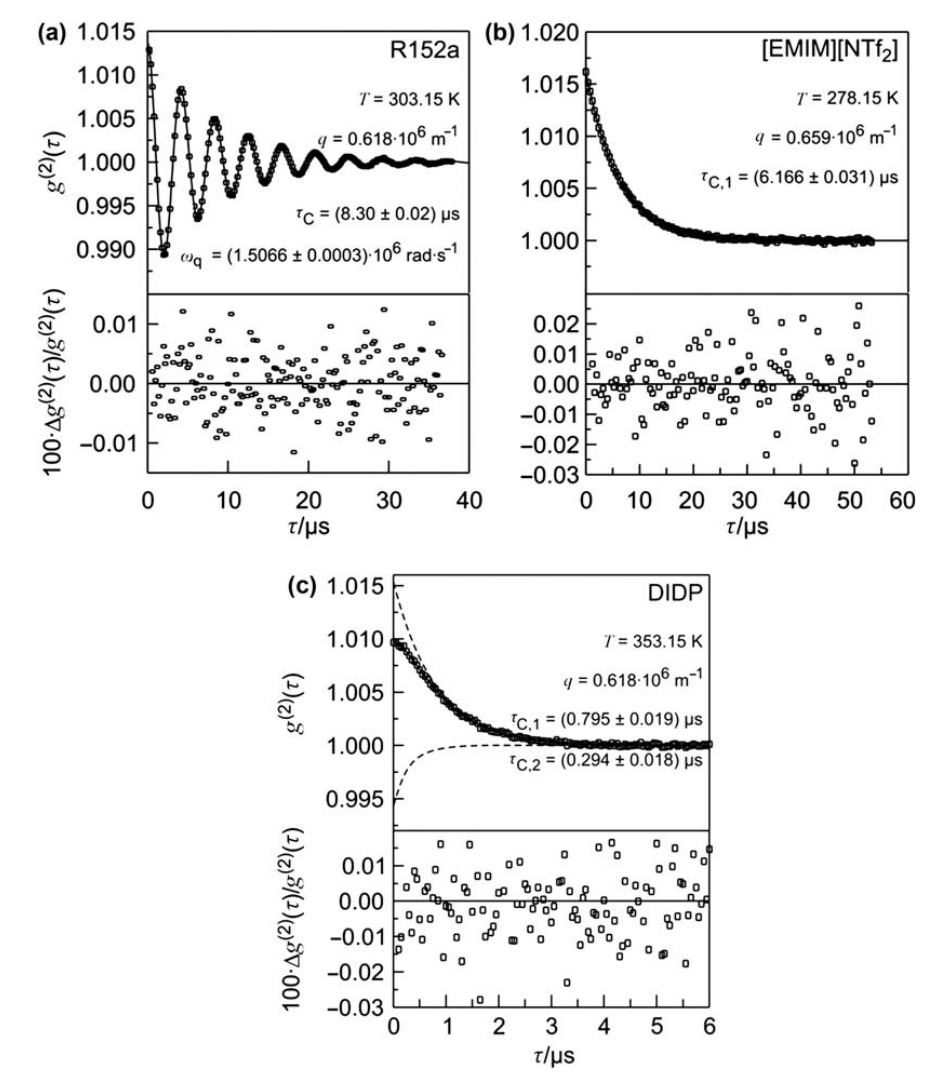 (a)
R152a
T = 303.15 K
q = 0.618·10⁶ m⁻¹
τC = (8.30 ± 0.02) µs
ωq = (1.5066 ± 0.0003)·10⁶ rad·s⁻¹
g(2)(τ)
1.015
1.010
1.005
1.000
0.995
0.990
100·Δg(2)(τ)/g(2)(τ)
0.01
0.00
−0.01
0 10 20 30 40
τ/µs
(b)
[EMIM][NTf₂]
T = 278.15 K
q = 0.659·10⁶ m⁻¹
τC,1 = (6.166 ± 0.031) µs
1.020
1.015
1.010
1.005
1.000
0.02
0.01
0.00
−0.01
−0.02
−0.03
0 10 20 30 40 50 60
τ/µs
(c)
DIDP
T = 353.15 K
q = 0.618·10⁶ m⁻¹
τC,1 = (0.795 ± 0.019) µs
τC,2 = (0.294 ± 0.018) µs
g(2)(τ)
1.015
1.010
1.005
1.000
0.995
100·Δg(2)(τ)/g(2)(τ)
0.01
0.00
−0.01
−0.02
−0.03
0 1 2 3 4 5 6
τ/µs